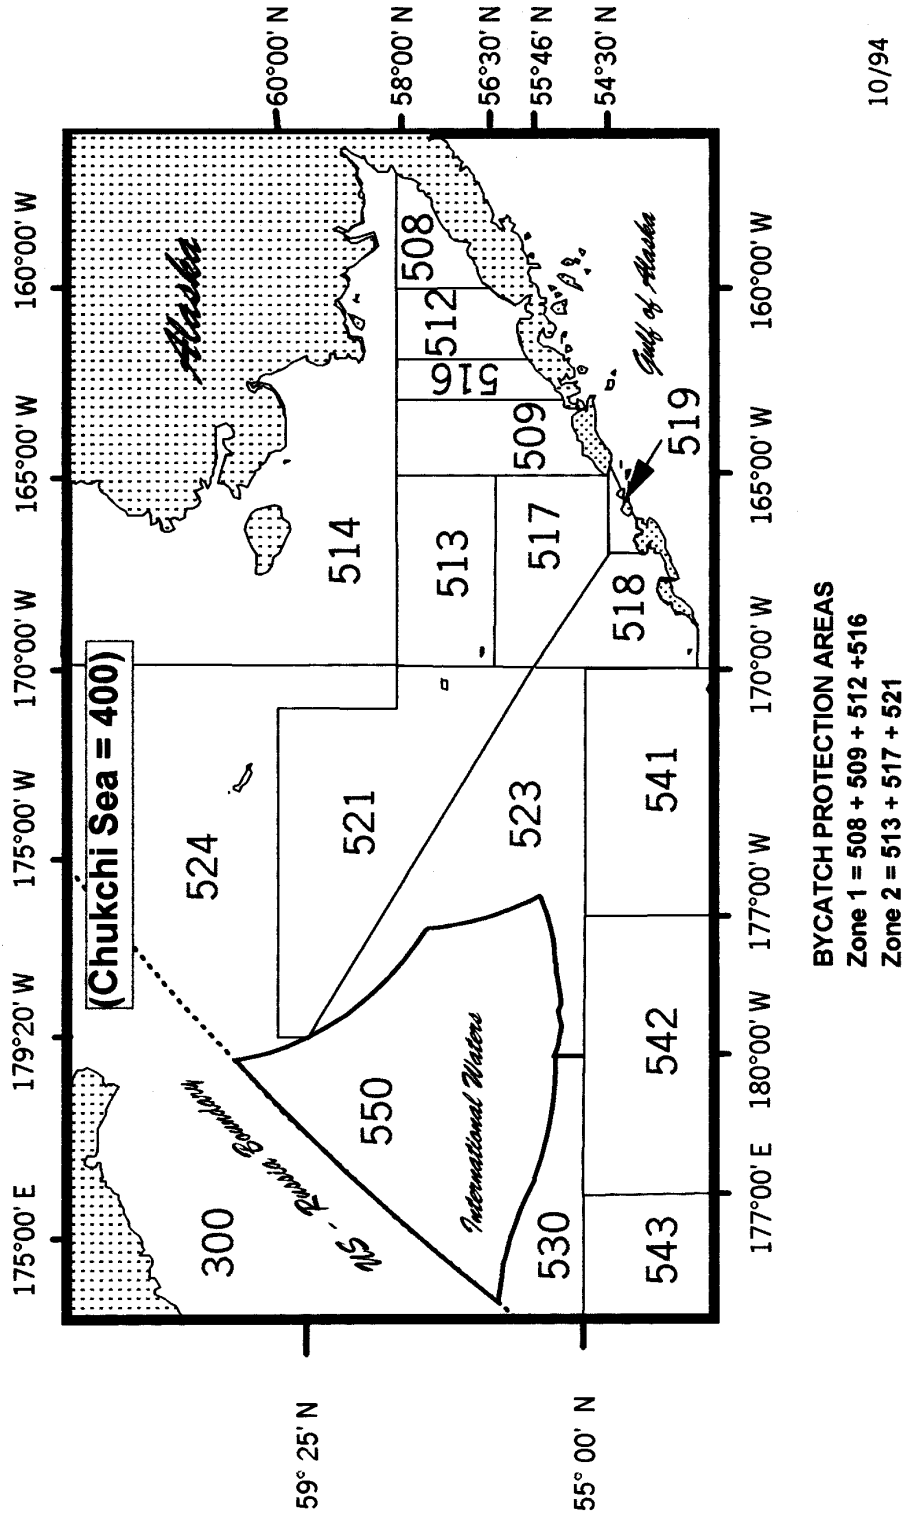 175°00' E
179°20' W
175°00' W
170°00' W
165°00' W
160°00' W
(Chukchi Sea = 400)
Alaska
60°00' N
58°00' N
56°30' N
55°46' N
54°30' N
59° 25' N
55° 00' N
300
US - Russia Boundary
524
514
521
550
International Waters
523
513
516
512
508
517
509
530
518
519
Gulf of Alaska
543
542
541
177°00' E
180°00' W
177°00' W
170°00' W
165°00' W
160°00' W
BYCATCH PROTECTION AREAS
Zone 1 = 508 + 509 + 512 +516
Zone 2 = 513 + 517 + 521
10/94